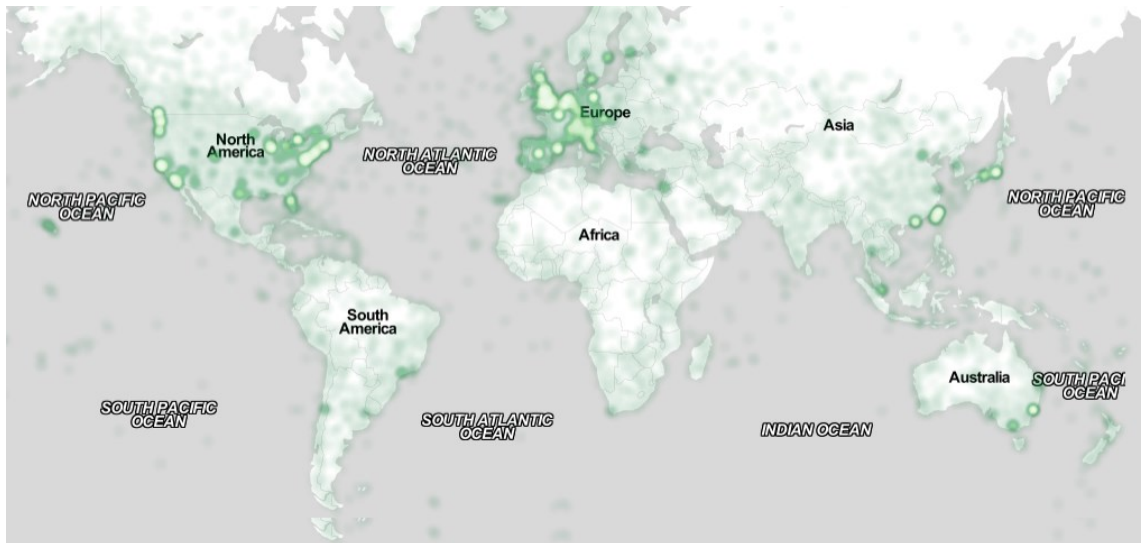 Europe
Asia
North
America
NORTH ATLANTIC
OCEAN
NORTH PACIFIC
OCEAN
NORTH PACIFIC
OCEAN
Africa
South
America
Australia
SOUTH PACI
OCEAN
SOUTH PACIFIC
OCEAN
SOUTH ATLANTIC
OCEAN
INDIAN OCEAN